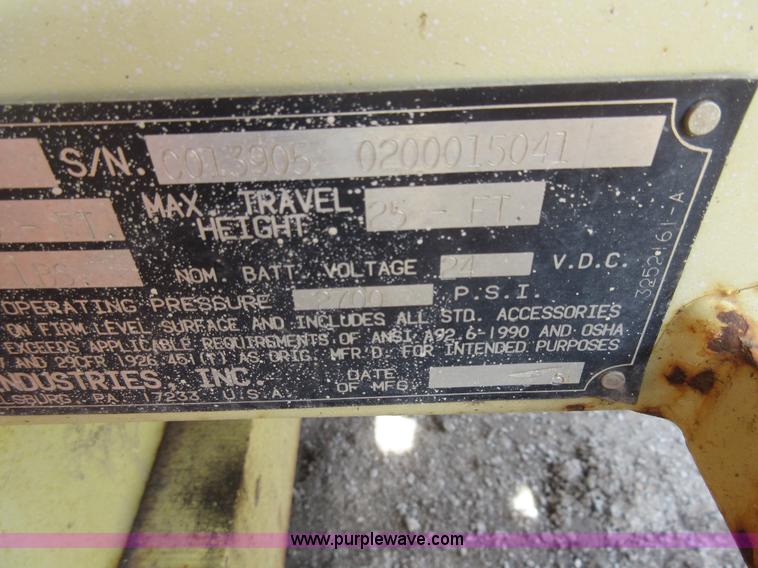 S/N. C013905 0200015041
- FT. MAX. TRAVEL HEIGHT 25 - FT.
NOM. BATT. VOLTAGE 24 V.D.C.
OPERATING PRESSURE 2700 P.S.I.
ON FIRM LEVEL SURFACE AND INCLUDES ALL STD. ACCESSORIES
EXCEEDS APPLICABLE REQUIREMENTS OF ANSI A92.6-1990 AND OSHA
AND 29CFR 1926.451(f) AS ORIG. MFR'D. FOR INTENDED PURPOSES
INDUSTRIES, INC. DATE OF MFG.
LSBURG, PA. 17233 U.S.A.
3252161-A
www.purplewave.com